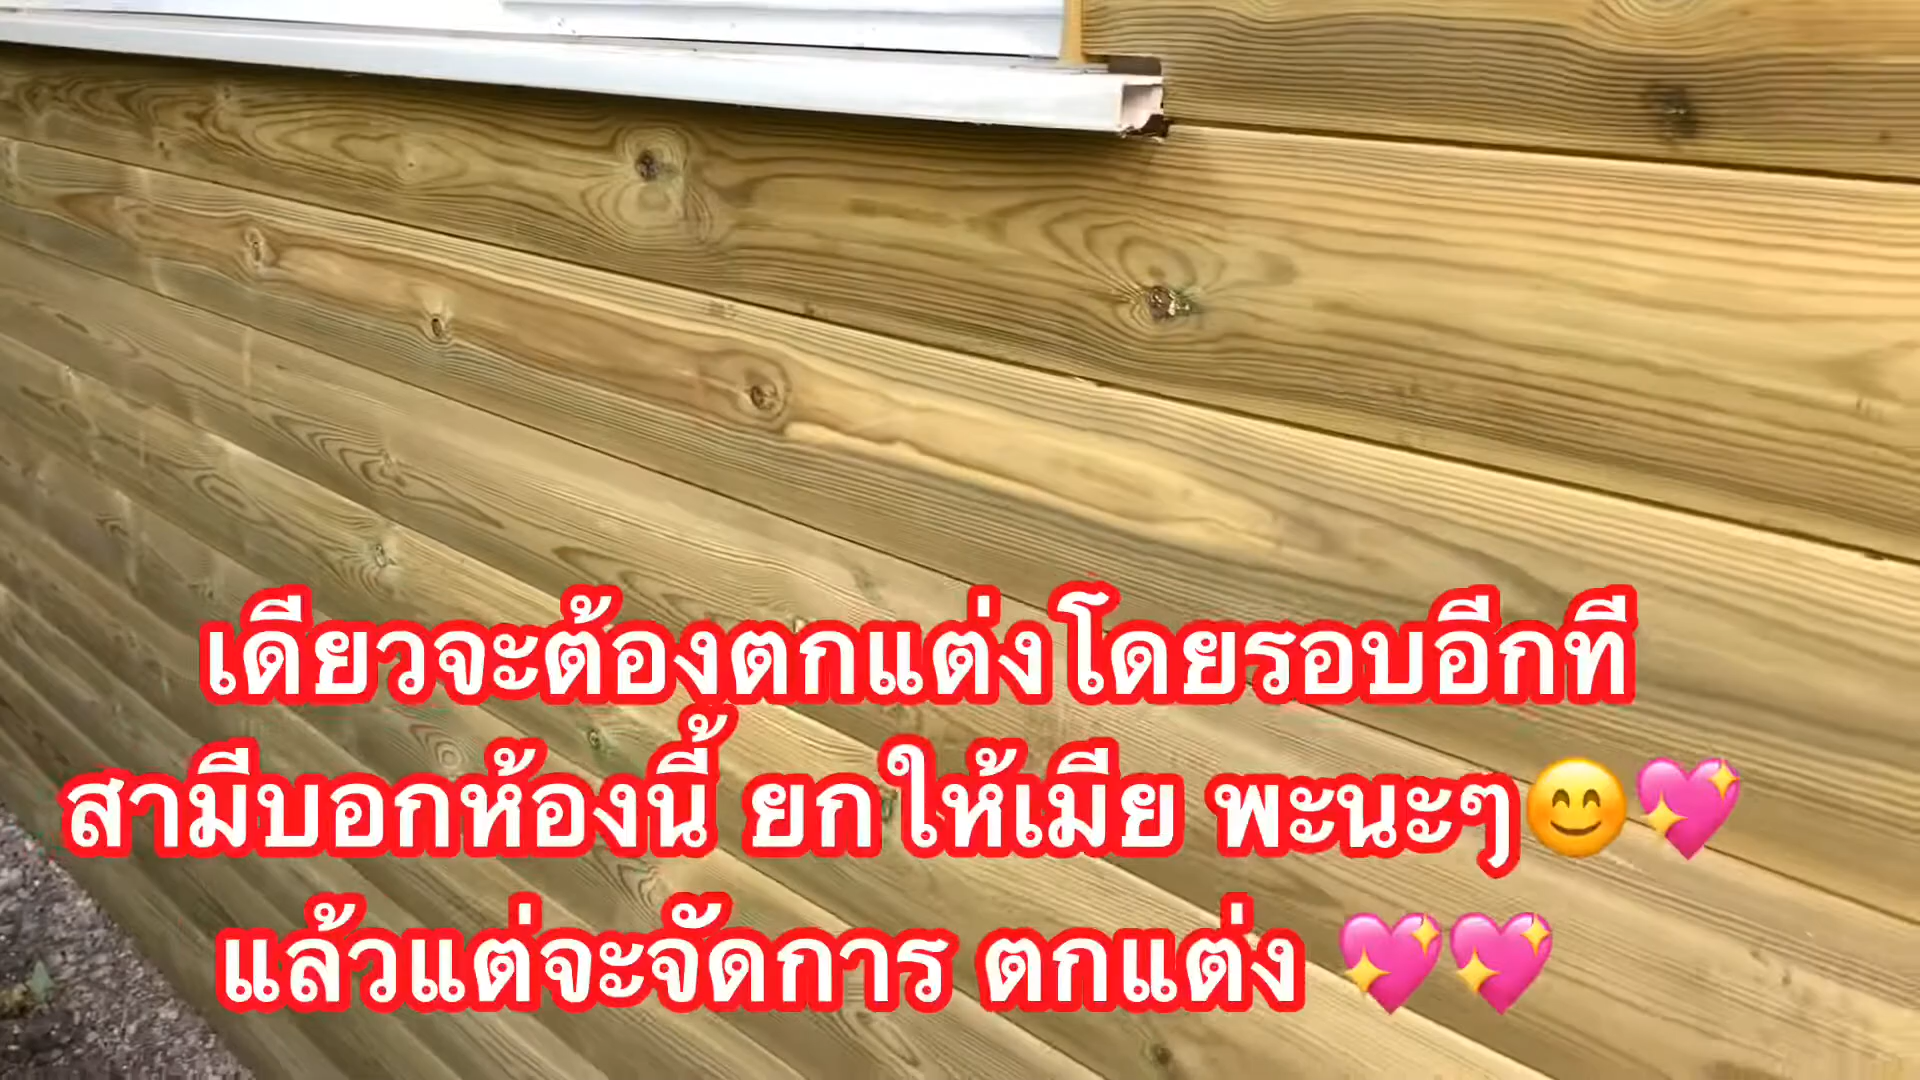 เดียวจะต้องตกแต่งโดยรอบอีกที
สามีบอกห้องนี้ ยกให้เมีย พะนะๆ😊💖
แล้วแต่จะจัดการ ตกแต่ง 💖💖